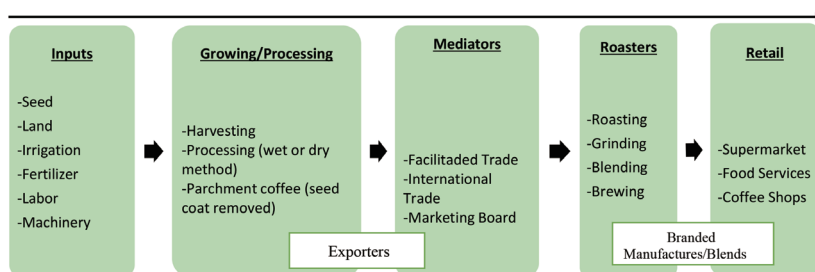 Inputs
-Seed
-Land
-Irrigation
-Fertilizer
-Labor
-Machinery
Growing/Processing
-Harvesting
-Processing (wet or dry
method)
-Parchment coffee (seed
coat removed)
Mediators
-Facilitaded Trade
-International
Trade
-Marketing Board
Exporters
Roasters
-Roasting
-Grinding
-Blending
-Brewing
Retail
-Supermarket
-Food Services
-Coffee Shops
Branded
Manufactures/Blends